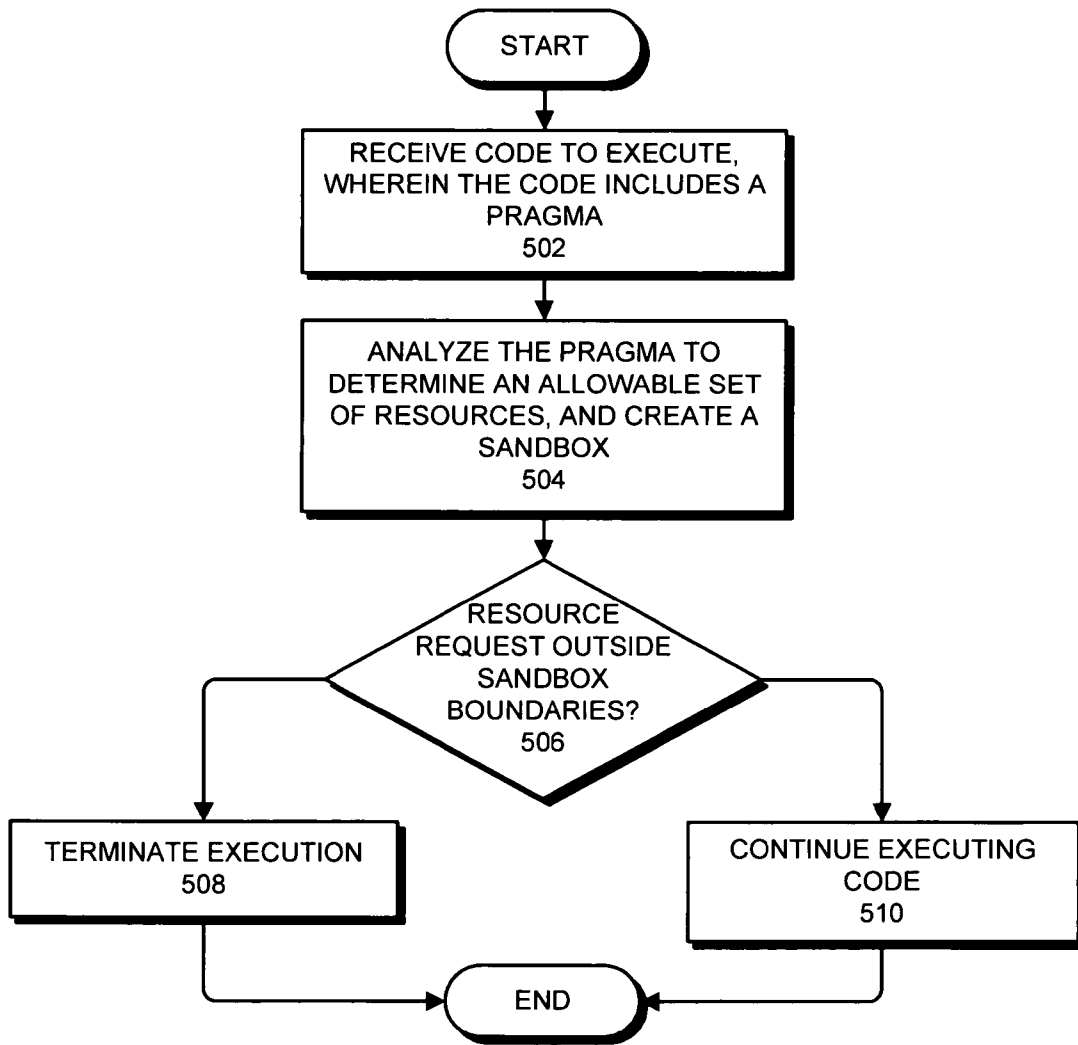 START
RECEIVE CODE TO EXECUTE,
WHEREIN THE CODE INCLUDES A
PRAGMA
502
ANALYZE THE PRAGMA TO
DETERMINE AN ALLOWABLE SET
OF RESOURCES, AND CREATE A
SANDBOX
504
RESOURCE
REQUEST OUTSIDE
SANDBOX
BOUNDARIES?
506
TERMINATE EXECUTION
508
CONTINUE EXECUTING
CODE
510
END